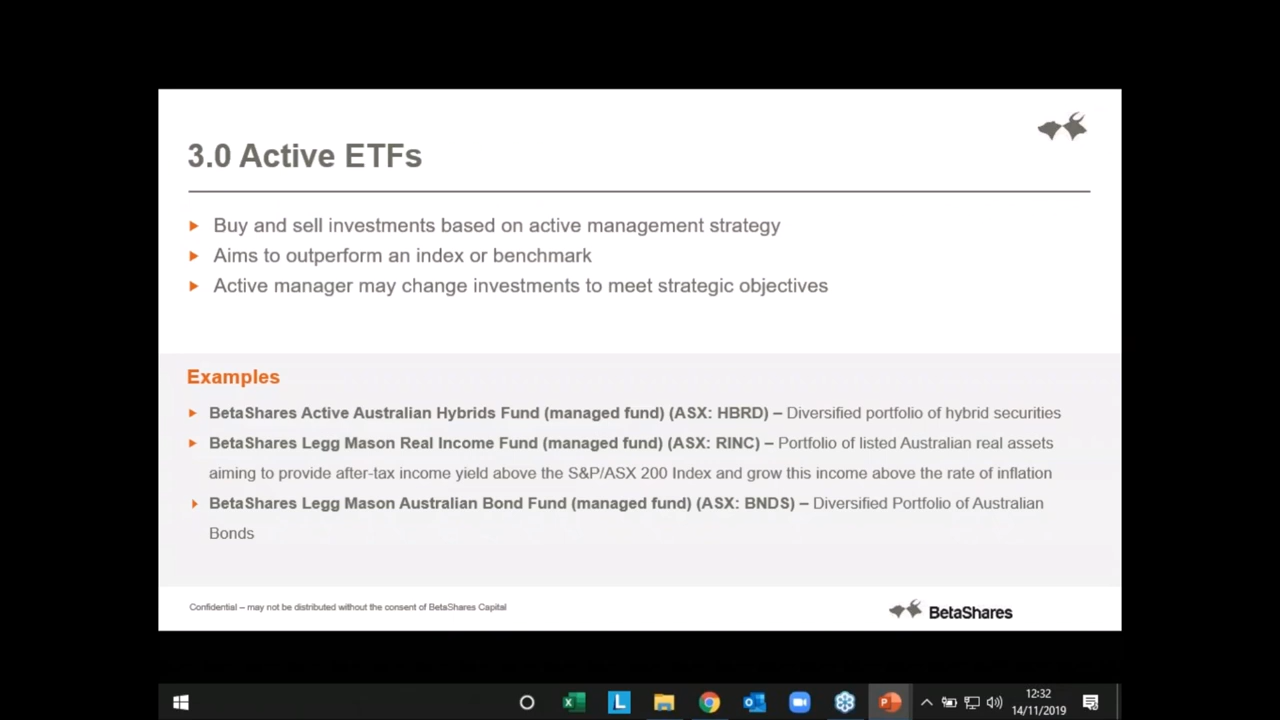 3.0 Active ETFs
Buy and sell investments based on active management strategy
Aims to outperform an index or benchmark
Active manager may change investments to meet strategic objectives
Examples
BetaShares Active Australian Hybrids Fund (managed fund) (ASX: HBRD) – Diversified portfolio of hybrid securities
BetaShares Legg Mason Real Income Fund (managed fund) (ASX: RINC) – Portfolio of listed Australian real assets
aiming to provide after-tax income yield above the S&P/ASX 200 Index and grow this income above the rate of inflation
BetaShares Legg Mason Australian Bond Fund (managed fund) (ASX: BNDS) – Diversified Portfolio of Australian
Bonds
Confidential – may not be distributed without the consent of BetaShares Capital
BetaShares
12:32
14/11/2019